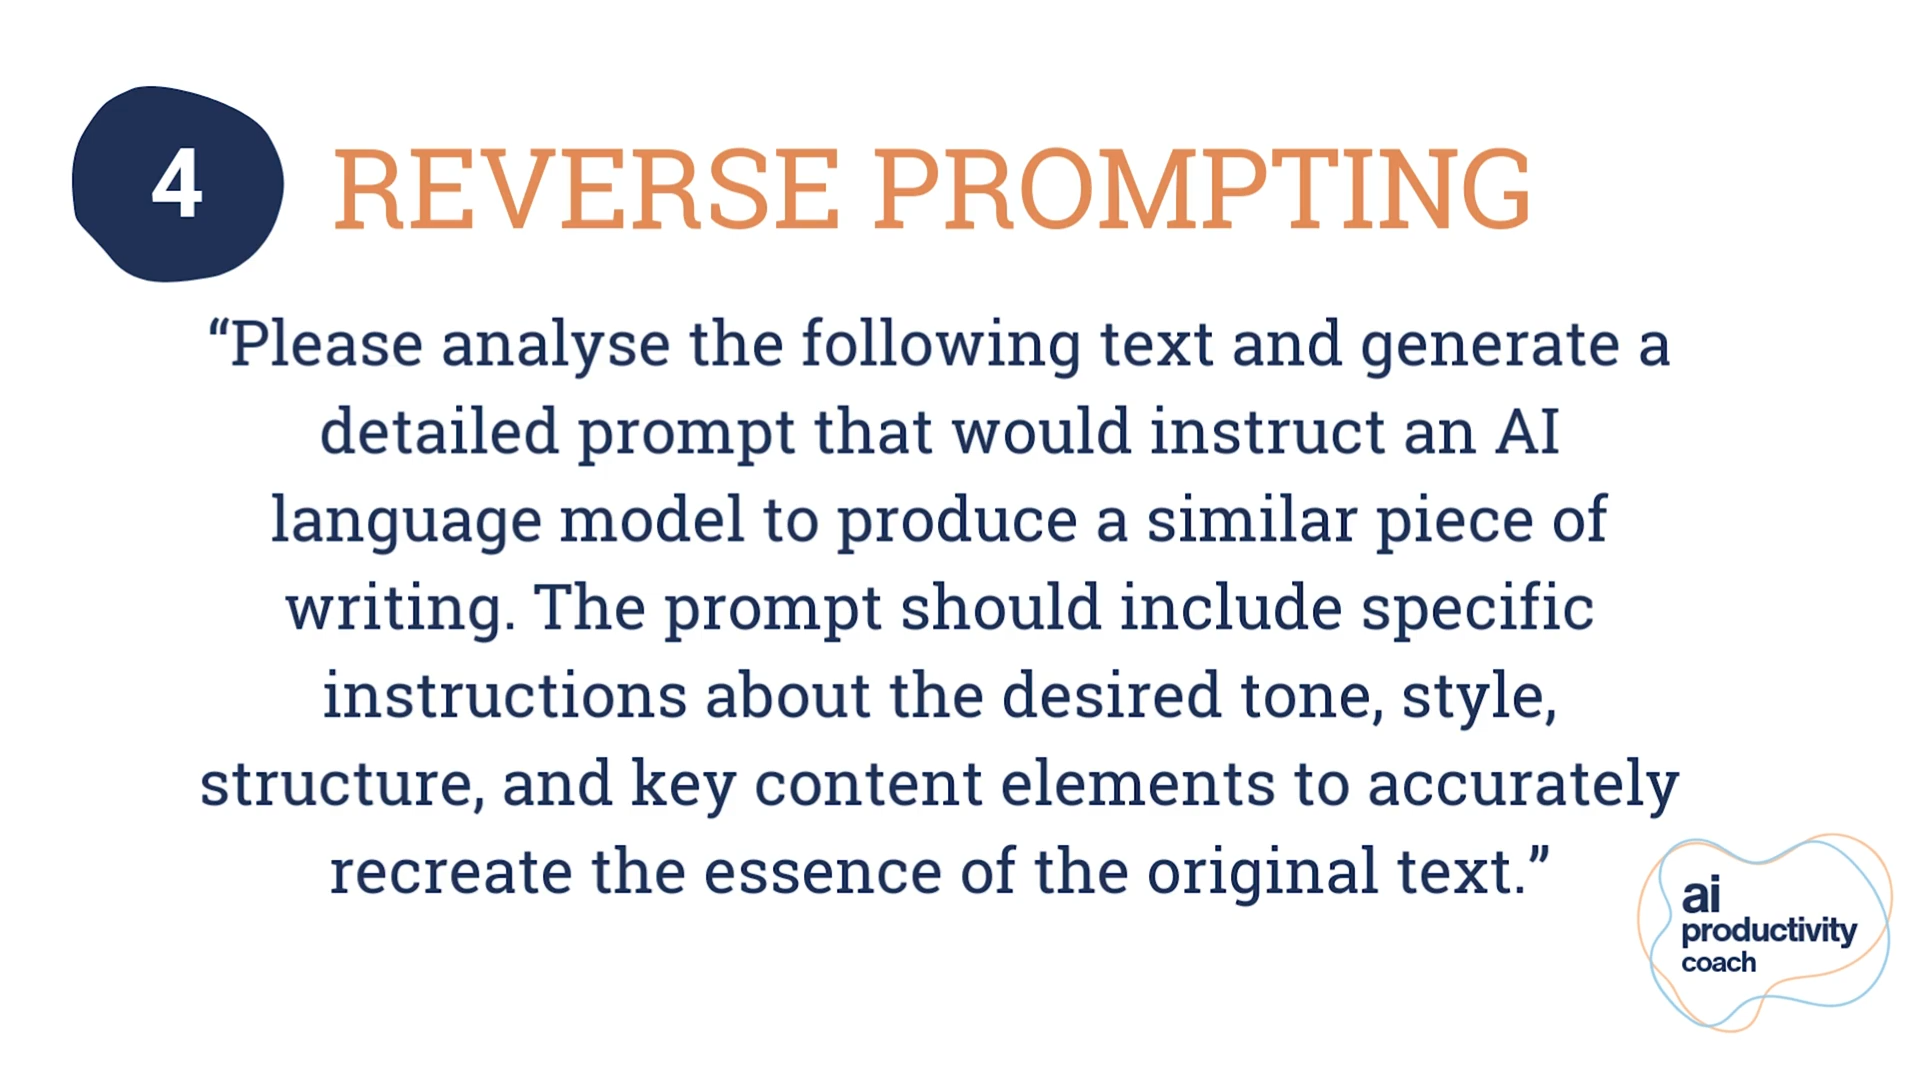 4
REVERSE PROMPTING
“Please analyse the following text and generate a
detailed prompt that would instruct an AI
language model to produce a similar piece of
writing. The prompt should include specific
instructions about the desired tone, style,
structure, and key content elements to accurately
recreate the essence of the original text.”
ai
productivity
coach